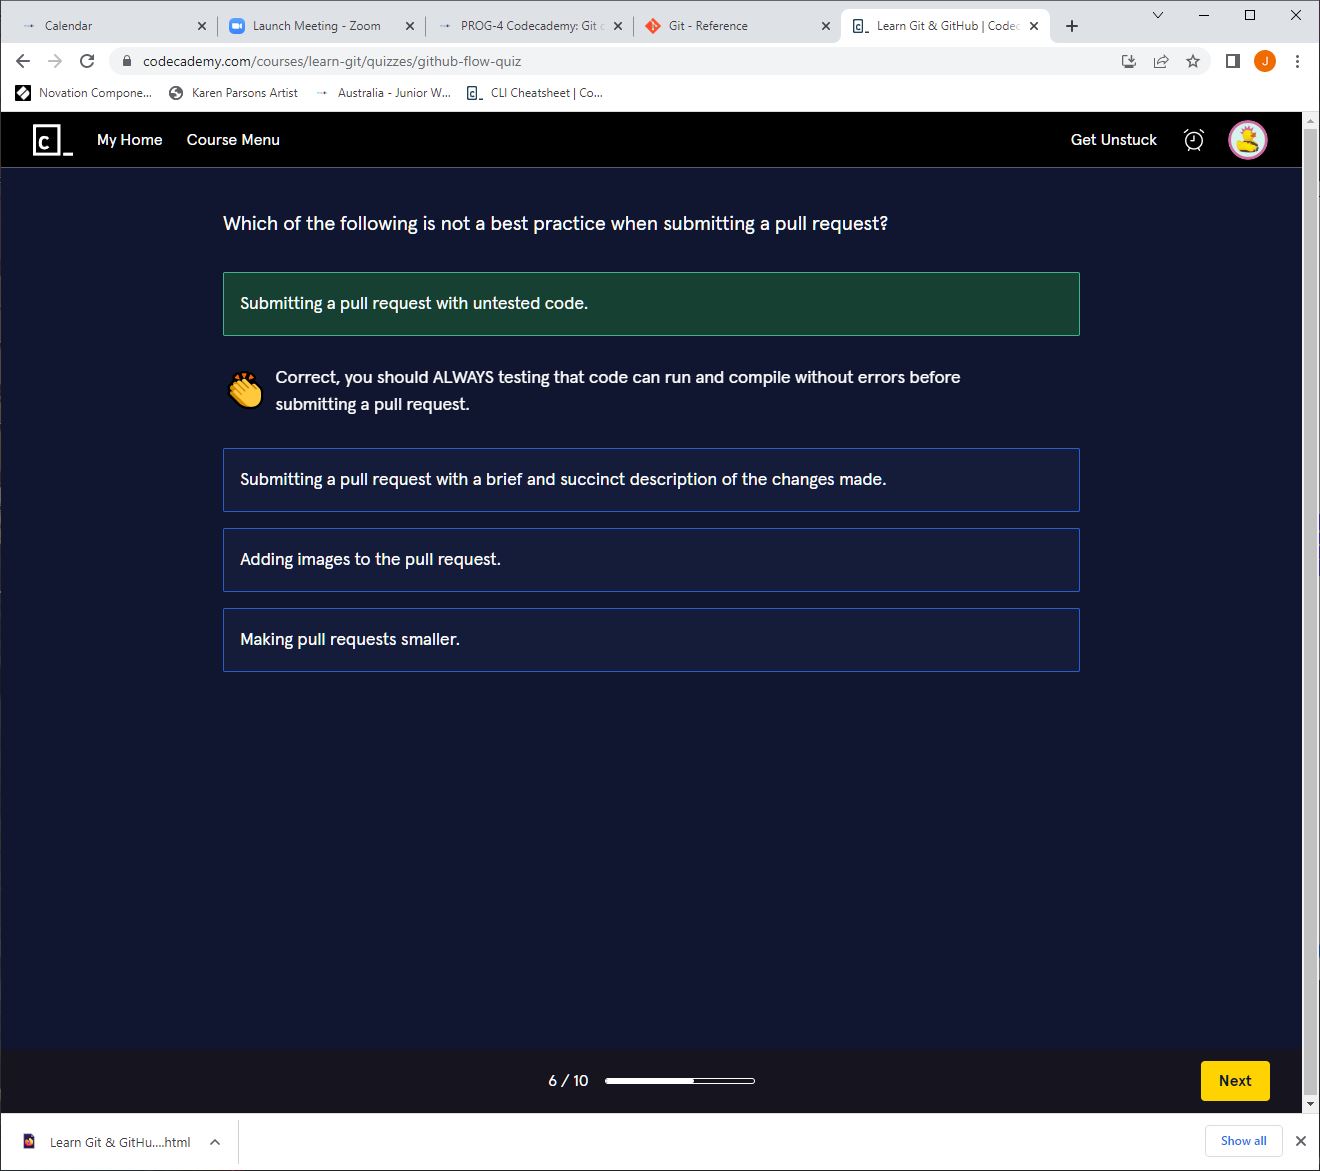 Calendar
Launch Meeting - Zoom
PROG-4 Codecademy: Git
Git - Reference
Learn Git & GitHub | Codec
codecademy.com/courses/learn-git/quizzes/github-flow-quiz
J
Novation Compone...
Karen Parsons Artist
Australia - Junior W...
CLI Cheatsheet | Co...
c_
My Home
Course Menu
Get Unstuck
Which of the following is not a best practice when submitting a pull request?
Submitting a pull request with untested code.
Correct, you should ALWAYS testing that code can run and compile without errors before
submitting a pull request.
Submitting a pull request with a brief and succinct description of the changes made.
Adding images to the pull request.
Making pull requests smaller.
6 / 10
Next
Learn Git & GitHu....html
Show all